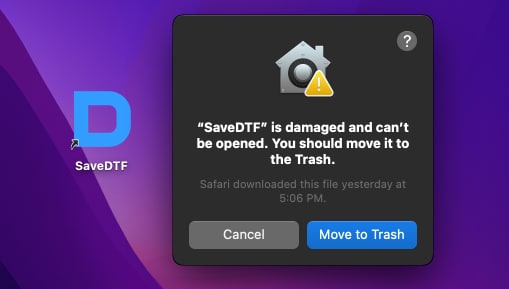 ?
“SaveDTF” is damaged and can’t
be opened. You should move it to
the Trash.
SaveDTF
Safari downloaded this file yesterday at
5:06 PM.
Cancel
Move to Trash